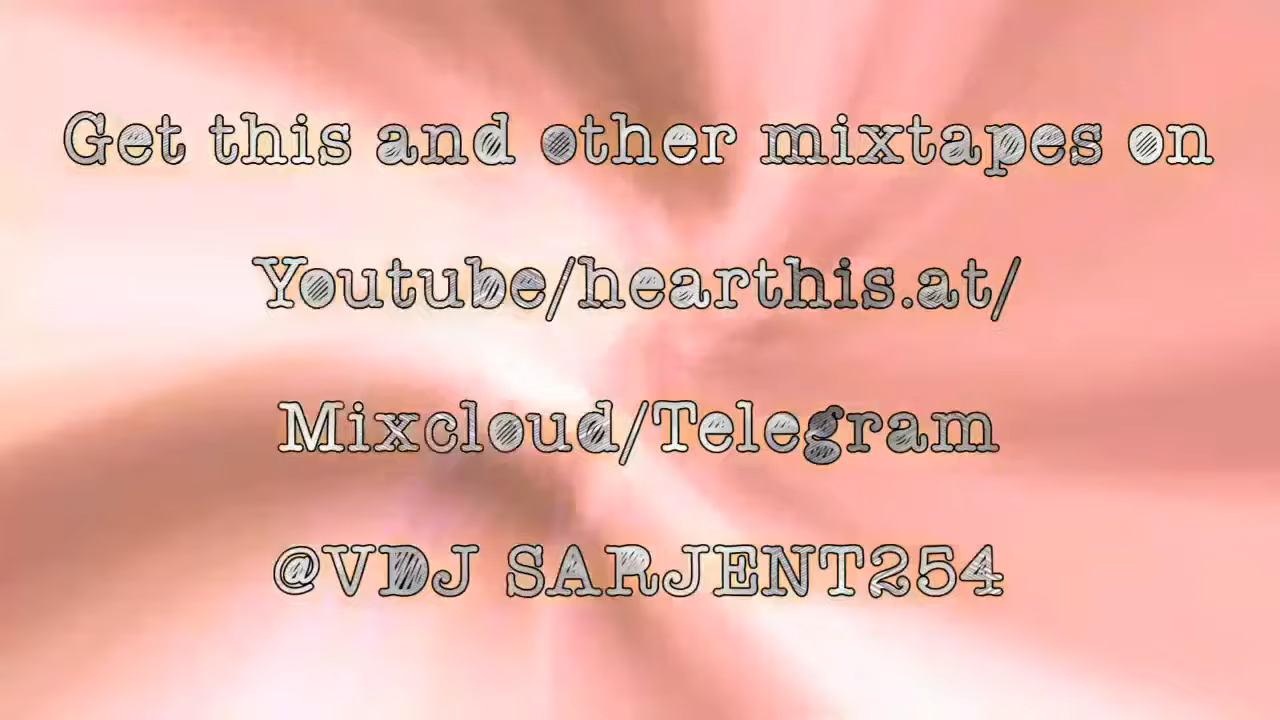 Get this and other mixtapes on
Youtube/hearthis.at/
Mixcloud/Telegram
@VDJ SARJENT254